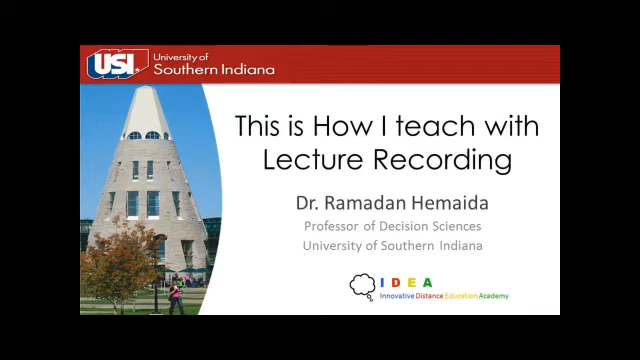 USI
University of
Southern Indiana
This is How I teach with
Lecture Recording
Dr. Ramadan Hemaida
Professor of Decision Sciences
University of Southern Indiana
I D E A
Innovative Distance Education Academy